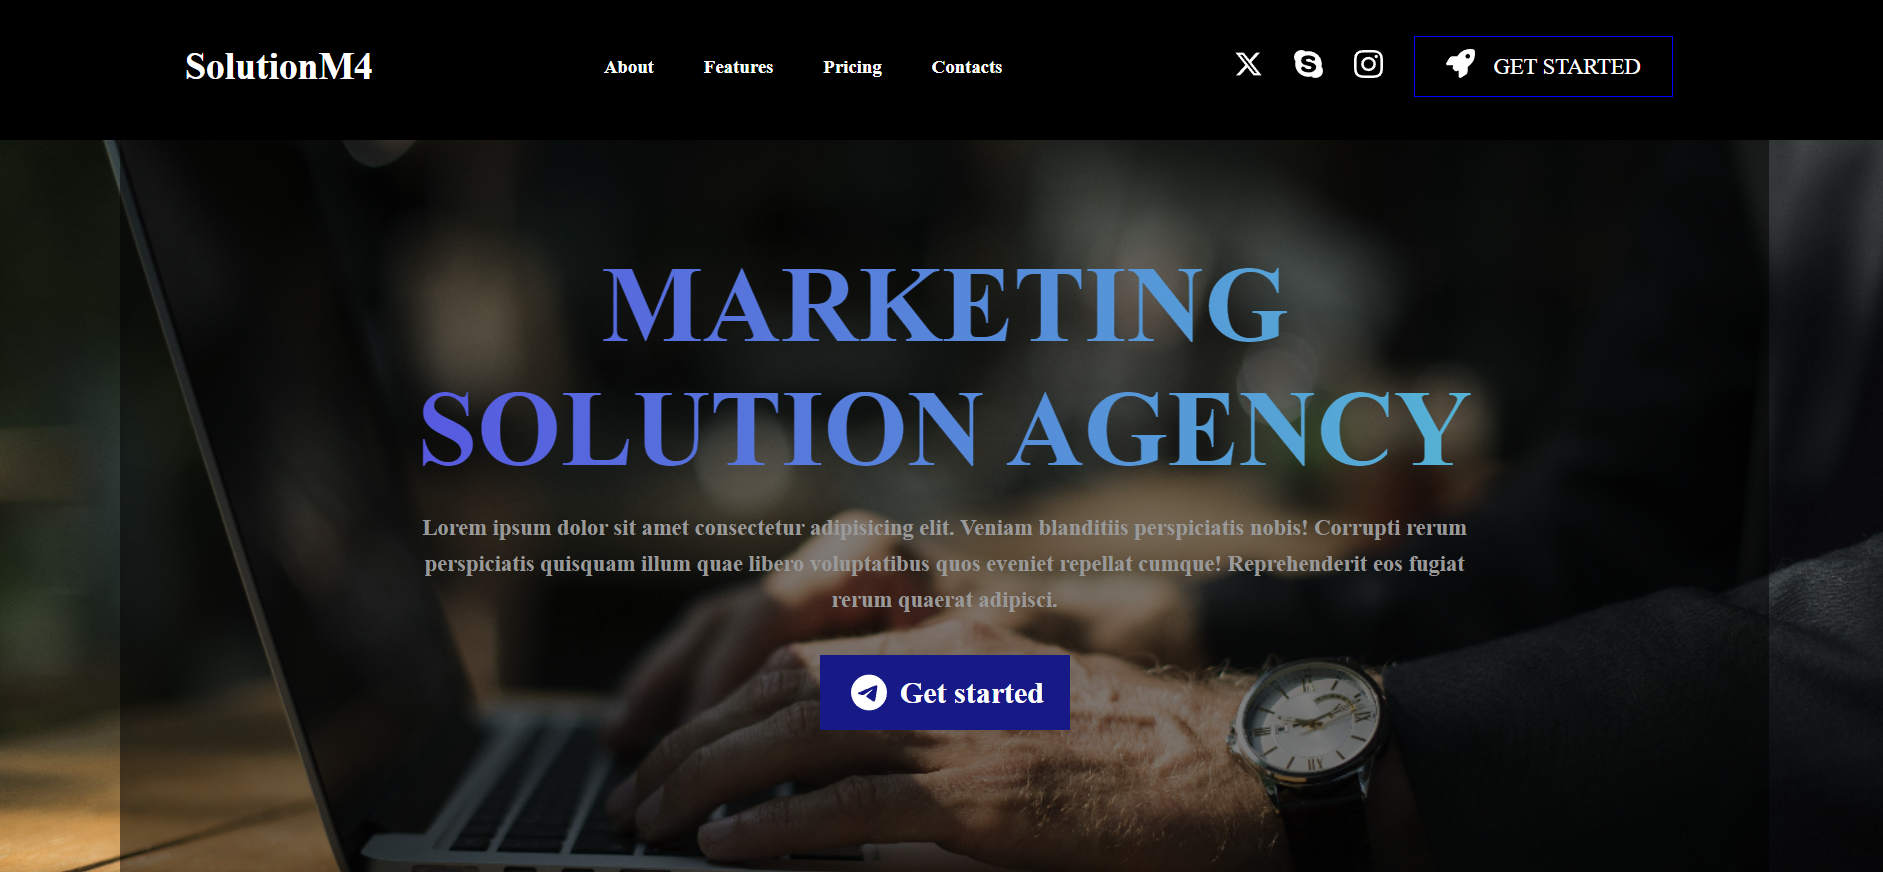 SolutionM4
About Features Pricing Contacts
GET STARTED
MARKETING
SOLUTION AGENCY
Lorem ipsum dolor sit amet consectetur adipisicing elit. Veniam blanditiis perspiciatis nobis! Corrupti rerum
perspiciatis quisquam illum quae libero voluptatibus quos eveniet repellat cumque! Reprehenderit eos fugiat
rerum quaerat adipisci.
Get started